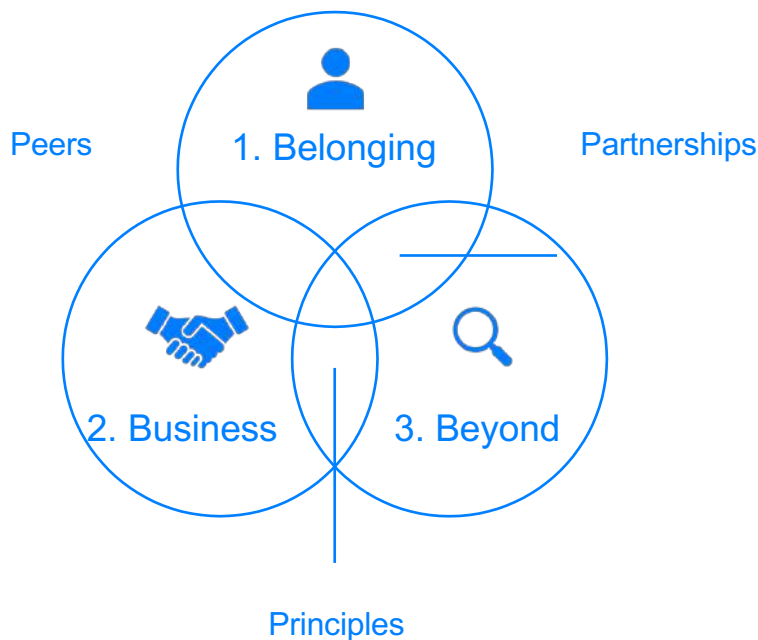 Peers
1. Belonging
Partnerships
2. Business
3. Beyond
Principles